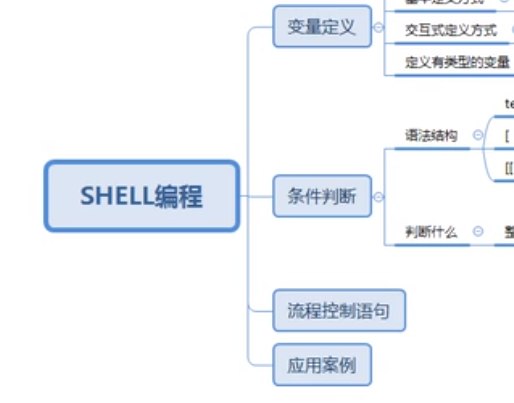 变量定义
交互式定义方式
定义有类型的变量
te
语法结构
[
[[
SHELL编程
条件判断
判断什么
整
流程控制语句
应用案例